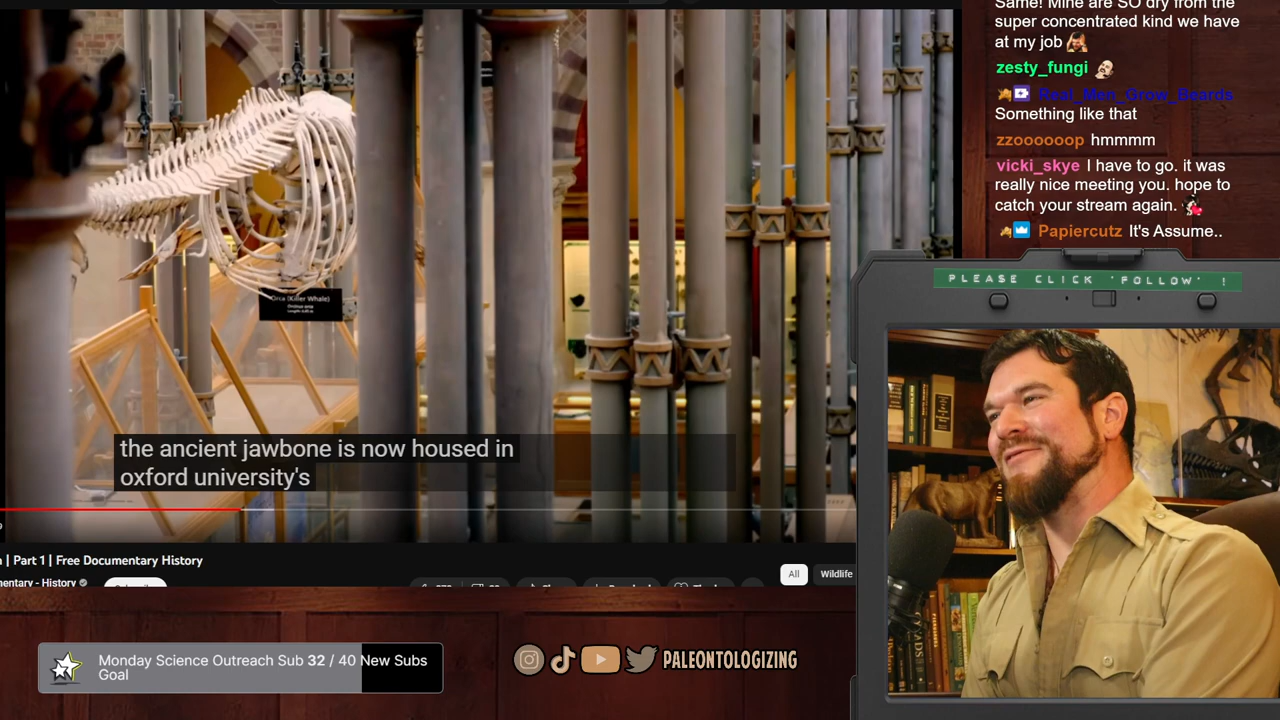 Same! Mine are SO dry from the
super concentrated kind we have
at my job
zesty_fungi
Real_Men_Grow_Beards
Something like that
zzoooooop hmmmm
vicki_skye I have to go. it was
really nice meeting you. hope to
catch your stream again.
Papiercutz It's Assume..
PLEASE CLICK 'FOLLOW' !
Orca (Killer Whale)
the ancient jawbone is now housed in
oxford university's
| Part 1 | Free Documentary History
mentary - History
All
Wildlife
Monday Science Outreach Sub 32 / 40 New Subs
Goal
PALEONTOLOGIZING